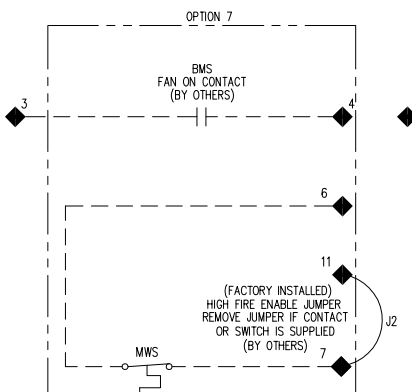 OPTION 7
BMS
FAN ON CONTACT
(BY OTHERS)
3
4
6
11
(FACTORY INSTALLED)
HIGH FIRE ENABLE JUMPER
REMOVE JUMPER IF CONTACT
OR SWITCH IS SUPPLIED
(BY OTHERS)
J2
MWS
7